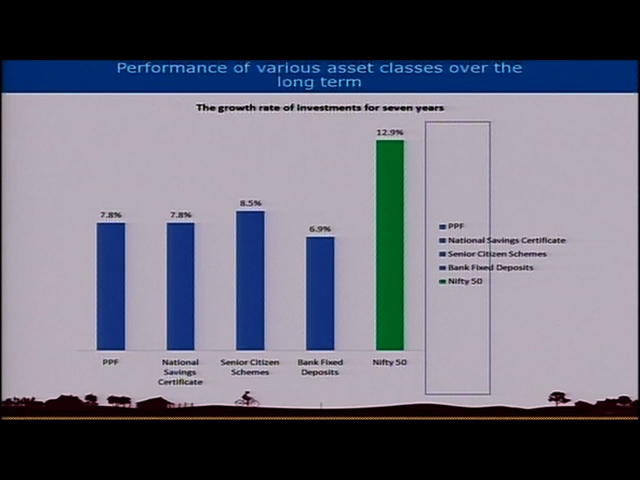 Performance of various asset classes over the
long term
The growth rate of investments for seven years
12.9%
8.5%
7.8%
7.8%
6.9%
PPF
National Savings Certificate
Senior Citizen Schemes
Bank Fixed Deposits
Nifty 50
PPF
National
Savings
Certificate
Senior Citizen
Schemes
Bank Fixed
Deposits
Nifty 50